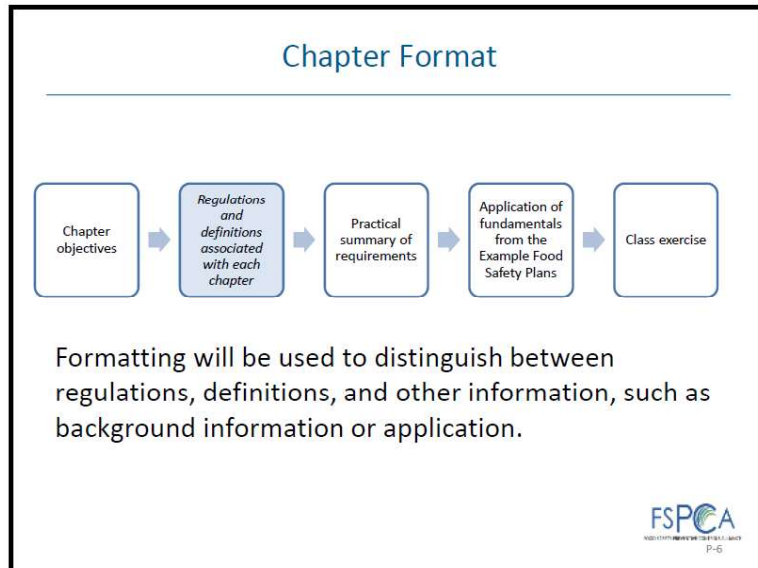 Chapter Format
Chapter
objectives
Regulations
and
definitions
associated
with each
chapter
Practical
summary of
requirements
Application of
fundamentals
from the
Example Food
Safety Plans
Class exercise
Formatting will be used to distinguish between
regulations, definitions, and other information, such as
background information or application.
FSPCA
P-6